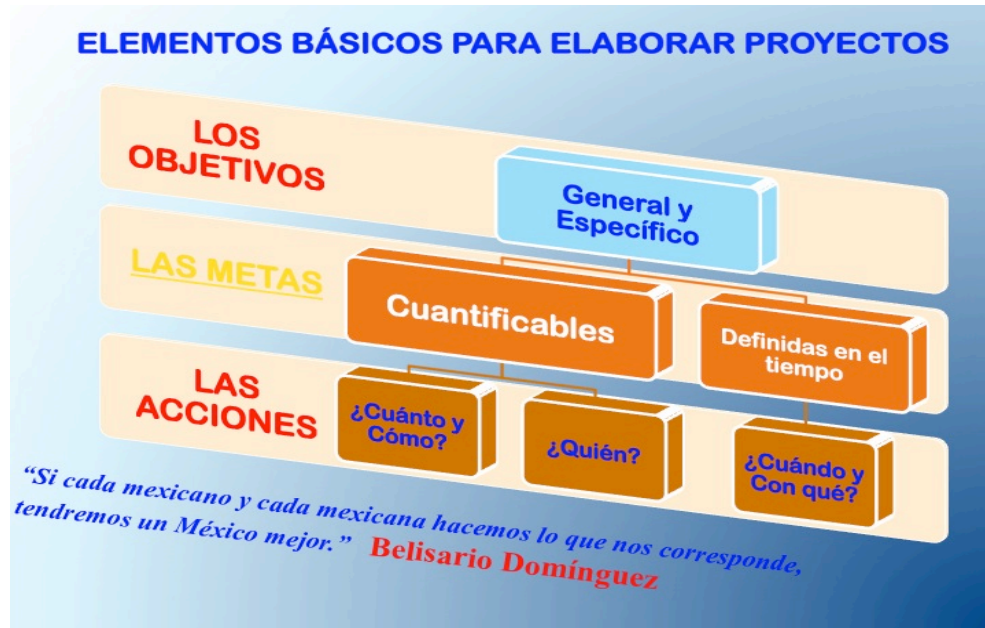 ELEMENTOS BÁSICOS PARA ELABORAR PROYECTOS
LOS
OBJETIVOS
General y
Específico
LAS METAS
Cuantificables
Definidas en el
tiempo
LAS
ACCIONES
¿Cuánto y
Cómo?
¿Quién?
¿Cuándo y
Con qué?
“Si cada mexicano y cada mexicana hacemos lo que nos corresponde,
tendremos un México mejor.” Belisario Domínguez